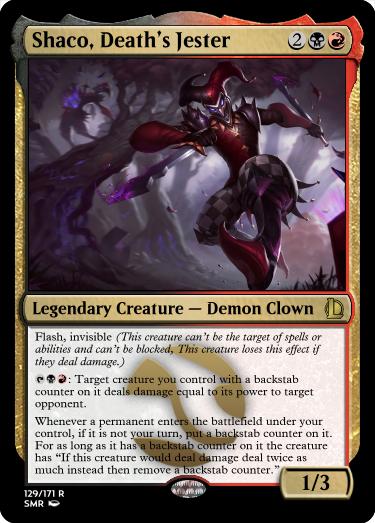 Shaco, Death's Jester 2
Legendary Creature — Demon Clown
Flash, invisible (This creature can't be the target of spells or
abilities and can't be blocked, This creature loses this effect if
they deal damage.)
: Target creature you control with a backstab
counter on it deals damage equal to its power to target
opponent.
Whenever a permanent enters the battlefield under your
control, if it is not your turn, put a backstab counter on it.
For as long as it has a backstab counter on it the creature
has "If this creature would deal damage deal twice as
much instead then remove a backstab counter."
1/3
129/171 R
SMR